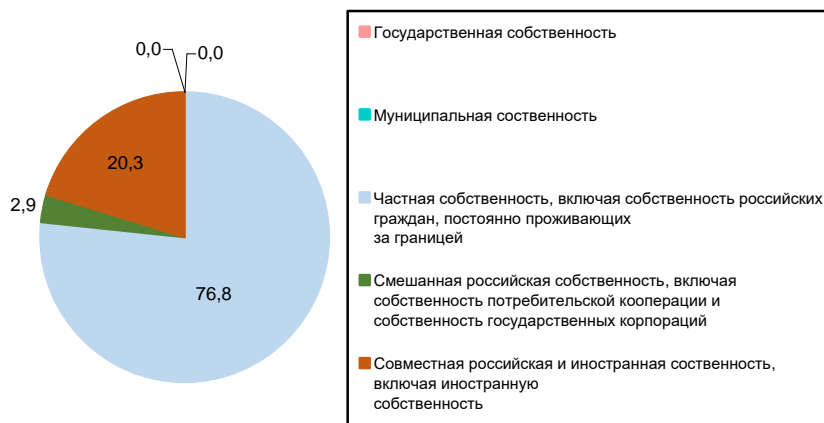 0,0
0,0
20,3
2,9
76,8
Государственная собственность
Муниципальная соственность
Частная собственность, включая собственность российских
граждан, постоянно проживающих
за границей
Смешанная российская собственность, включая
собственность потребительской кооперации и
собственность государственных корпораций
Совместная российская и иностранная соственность,
включая иностранную
собственность